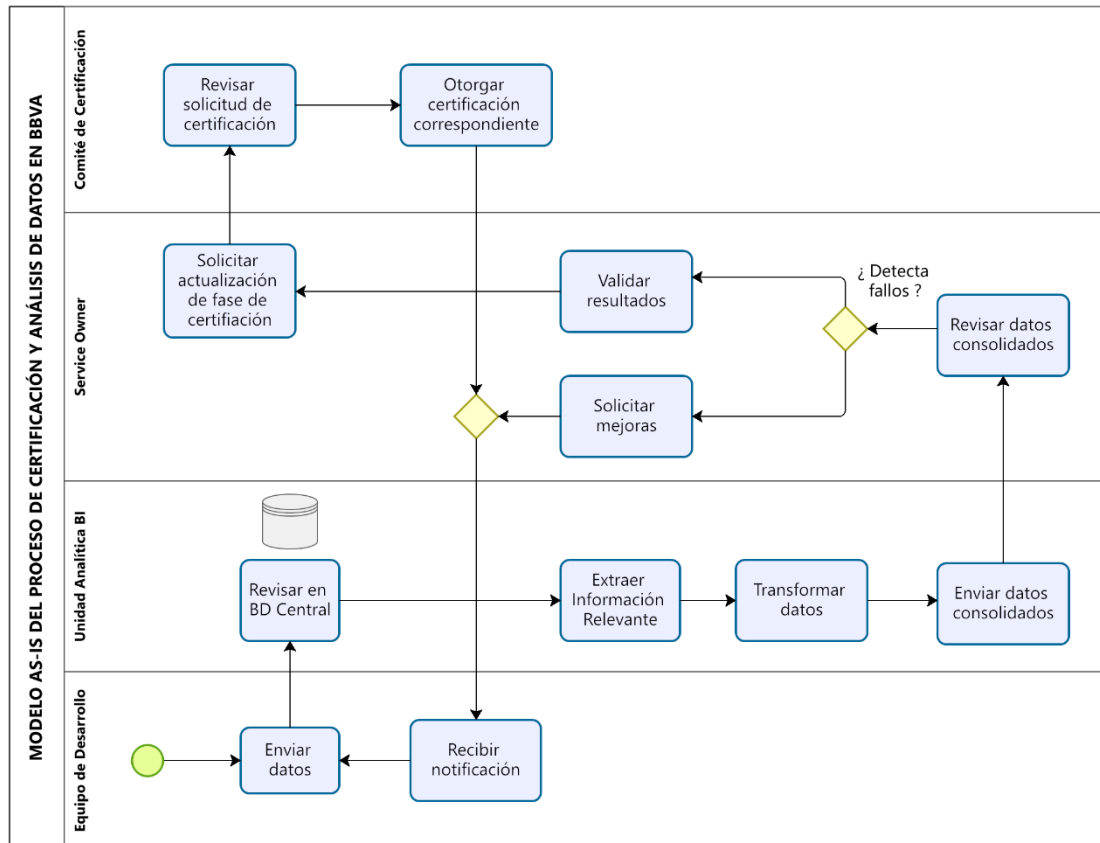 MODELO AS-IS DEL PROCESO DE CERTIFICACIÓN Y ANÁLISIS DE DATOS EN BBVA
Comité de Certificación
Revisar
solicitud de
certificación
Otorgar
certificación
correspondiente
Service Owner
Solicitar
actualización
de fase de
certifiación
Validar
resultados
¿ Detecta
fallos ?
Revisar datos
consolidados
Solicitar
mejoras
Unidad Analítica BI
Revisar en
BD Central
Extraer
Información
Relevante
Transformar
datos
Enviar datos
consolidados
Equipo de Desarrollo
Enviar
datos
Recibir
notificación